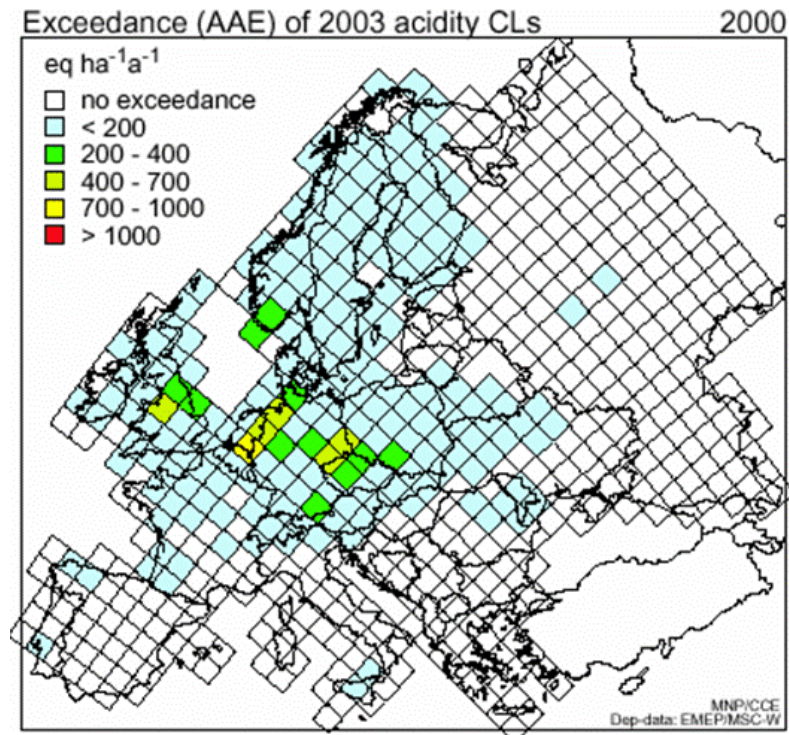 Exceedance (AAE) of 2003 acidity CLs 2000
eq ha⁻¹a⁻¹
no exceedance
< 200
200 - 400
400 - 700
700 - 1000
> 1000
MNP/CCE
Dep-data: EMEP/MSC-W